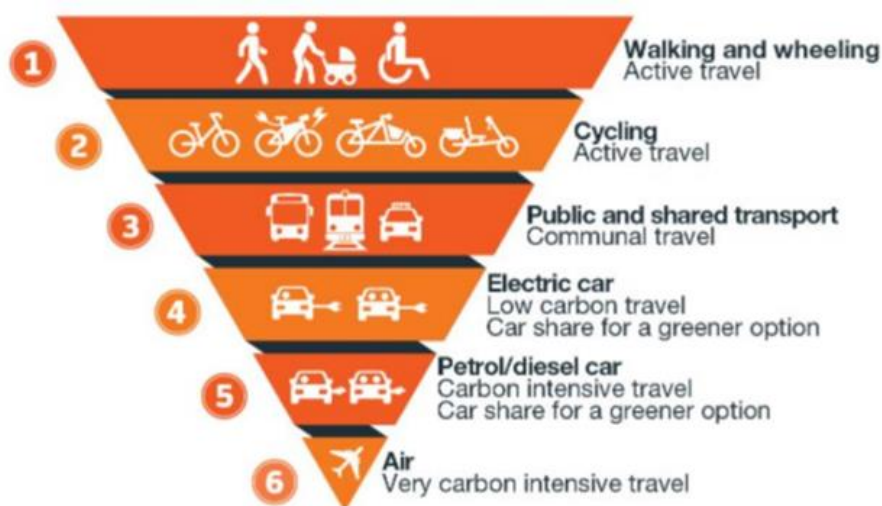 1
Walking and wheeling
Active travel
2
Cycling
Active travel
3
Public and shared transport
Communal travel
4
Electric car
Low carbon travel
Car share for a greener option
5
Petrol/diesel car
Carbon intensive travel
Car share for a greener option
6
Air
Very carbon intensive travel